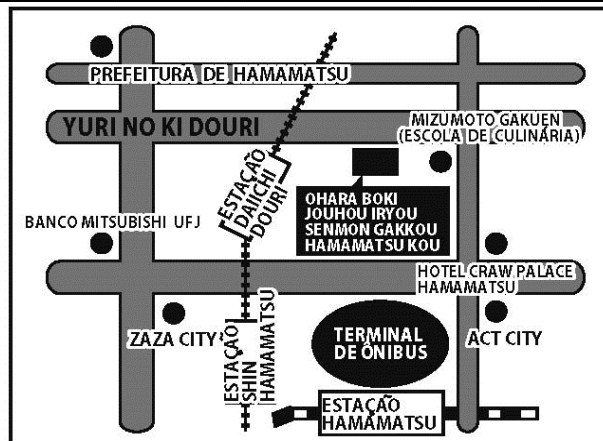 PREFEITURA DE HAMAMATSU
YURI NO KI DOURI
MIZUMOTO GAKUEN
(ESCOLA DE CULINÁRIA)
ESTAÇÃO
DAIICHI
DOURI
OHARA BOKI
JOUHOU IRYOU
SENMON GAKKOU
HAMAMATSU KOU
BANCO MITSUBISHI UFJ
HOTEL CRAW PALACE
HAMAMATSU
ZAZA CITY
ESTAÇÃO
SHIN
HAMAMATSU
TERMINAL
DE ÔNIBUS
ACT CITY
ESTAÇÃO
HAMAMATSU